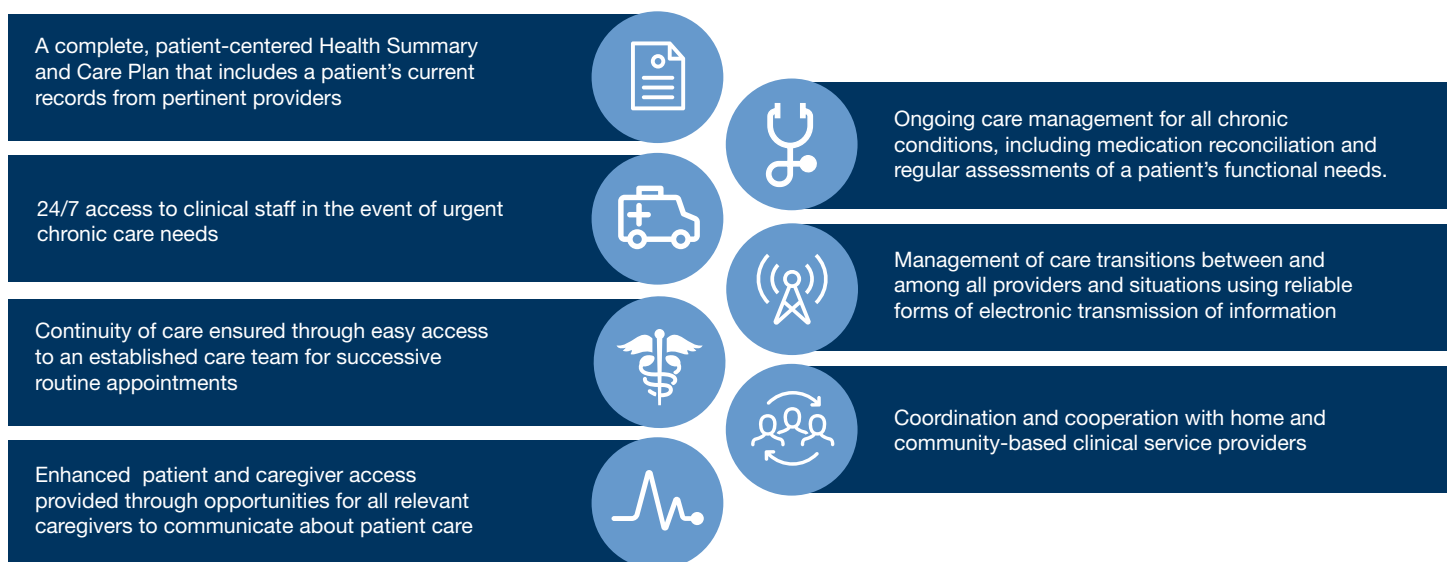 A complete, patient-centered Health Summary
and Care Plan that includes a patient’s current
records from pertinent providers
Ongoing care management for all chronic
conditions, including medication reconciliation and
regular assessments of a patient’s functional needs.
24/7 access to clinical staff in the event of urgent
chronic care needs
Management of care transitions between and
among all providers and situations using reliable
forms of electronic transmission of information
Continuity of care ensured through easy access
to an established care team for successive
routine appointments
Coordination and cooperation with home and
community-based clinical service providers
Enhanced  patient and caregiver access
provided through opportunities for all relevant
caregivers to communicate about patient care